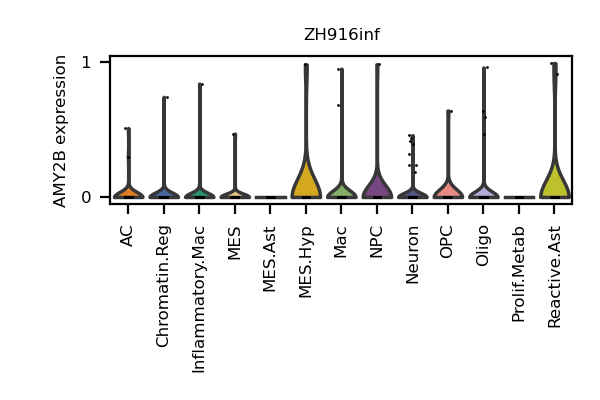 ZH916inf
AMY2B expression
1
0
AC
Chromatin.Reg
Inflammatory.Mac
MES
MES.Ast
MES.Hyp
Mac
NPC
Neuron
OPC
Oligo
Prolif.Metab
Reactive.Ast